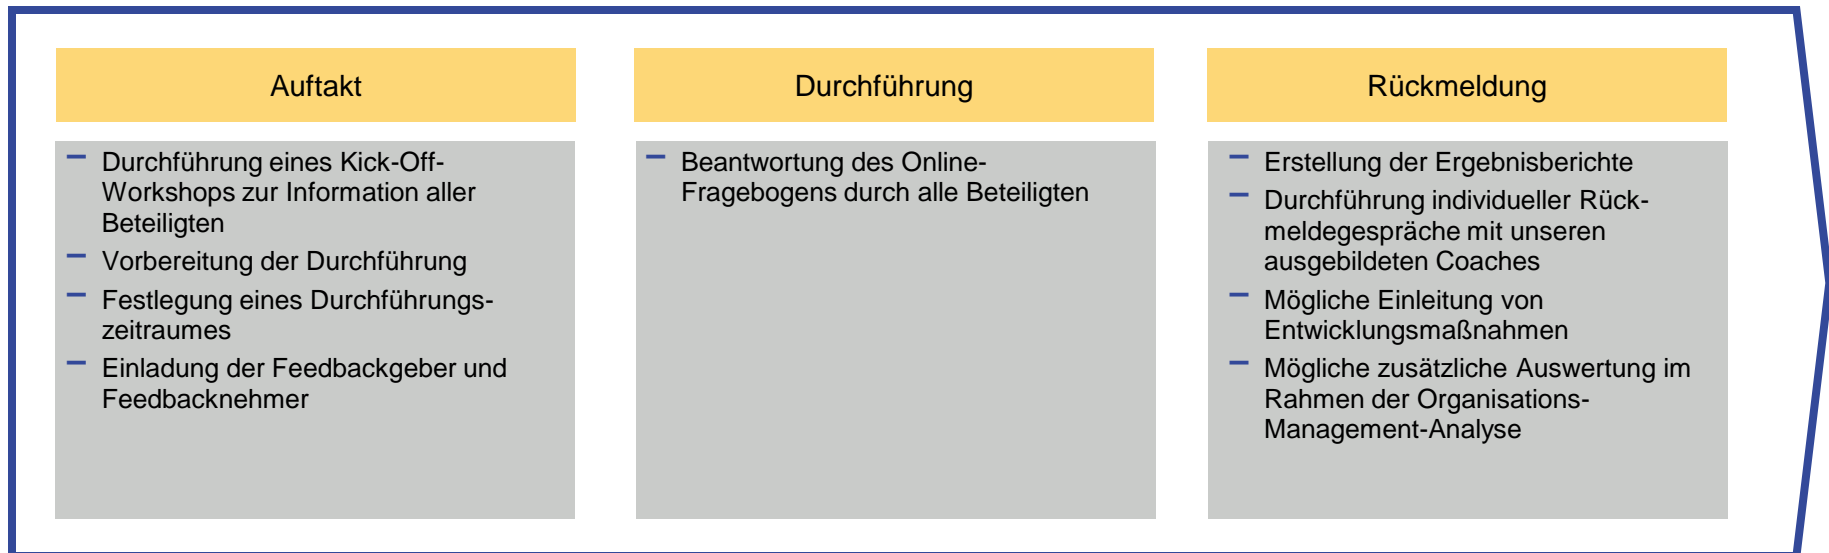 Auftakt
– Durchführung eines Kick-Off-
Workshops zur Information aller
Beteiligten
– Vorbereitung der Durchführung
– Festlegung eines Durchführungs-
zeitraumes
– Einladung der Feedbackgeber und
Feedbacknehmer
Durchführung
– Beantwortung des Online-
Fragebogens durch alle Beteiligten
Rückmeldung
– Erstellung der Ergebnisberichte
– Durchführung individueller Rück-
meldegespräche mit unseren
ausgebildeten Coaches
– Mögliche Einleitung von
Entwicklungsmaßnahmen
– Mögliche zusätzliche Auswertung im
Rahmen der Organisations-
Management-Analyse